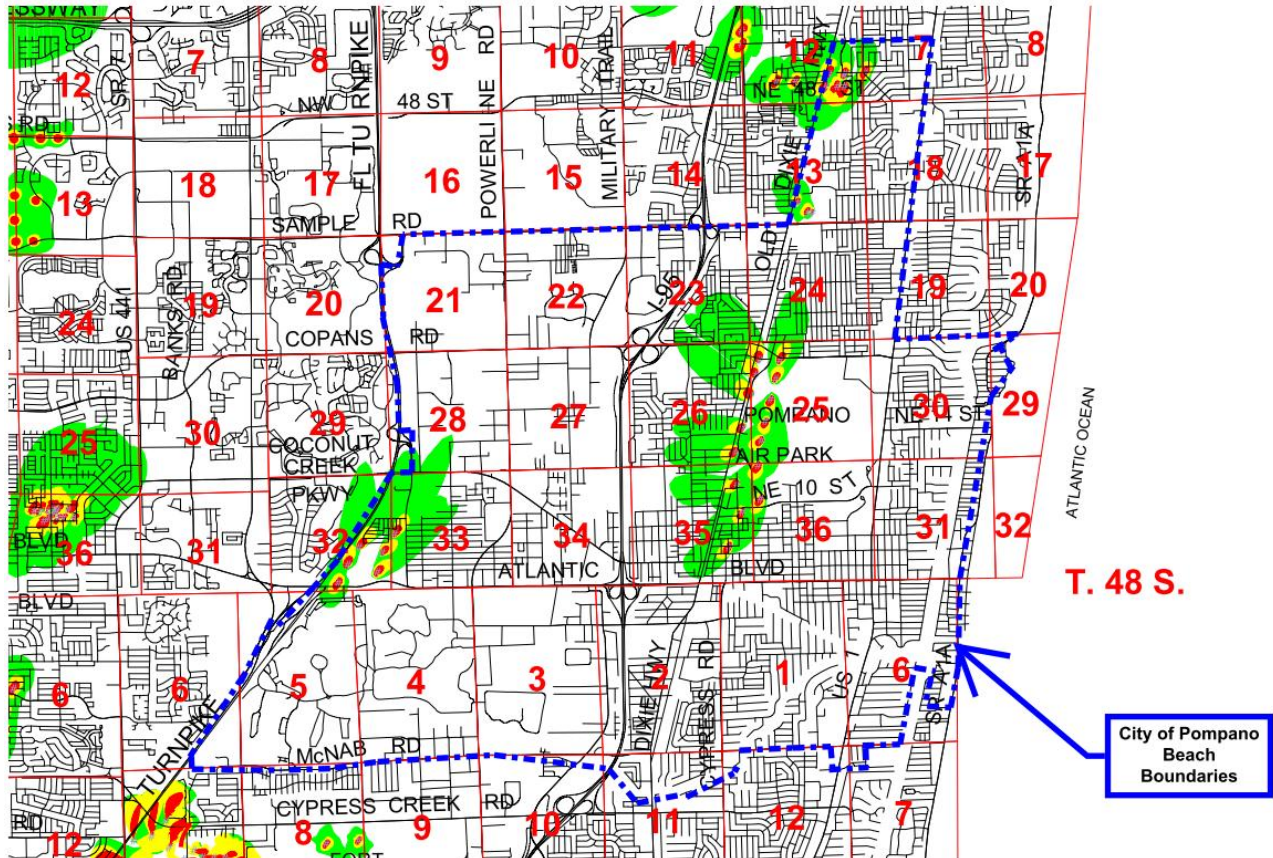 SSWAY
7
8
9
10
11
12
7
8
12
SR 7
NW
48 ST
FL TURNPIKE
POWERLINE RD
MILITARY TRAIL
NE 48 ST
HWY
S RD
13
18
17
16
15
14
13
18
17
SR A1A
DIXIE
OLD
SAMPLE RD
24
US 441
BANKS RD
19
20
21
22
23
24
19
20
I-95
COPANS RD
25
30
29
28
27
26
25
30
29
POMPANO
AIR PARK
NE 14 ST
COCONUT
CREEK
PKWY
NE 10 ST
ATLANTIC OCEAN
BLVD
36
31
32
33
34
35
36
31
32
ATLANTIC BLVD
BLVD
T. 48 S.
6
6
5
4
3
2
1
6
DIXIE HWY
CYPRESS RD
US 1
SR A1A
TURNPIKE
McNAB RD
City of Pompano
Beach
Boundaries
CYPRESS CREEK RD
RD
12
7
8
9
10
11
12
7